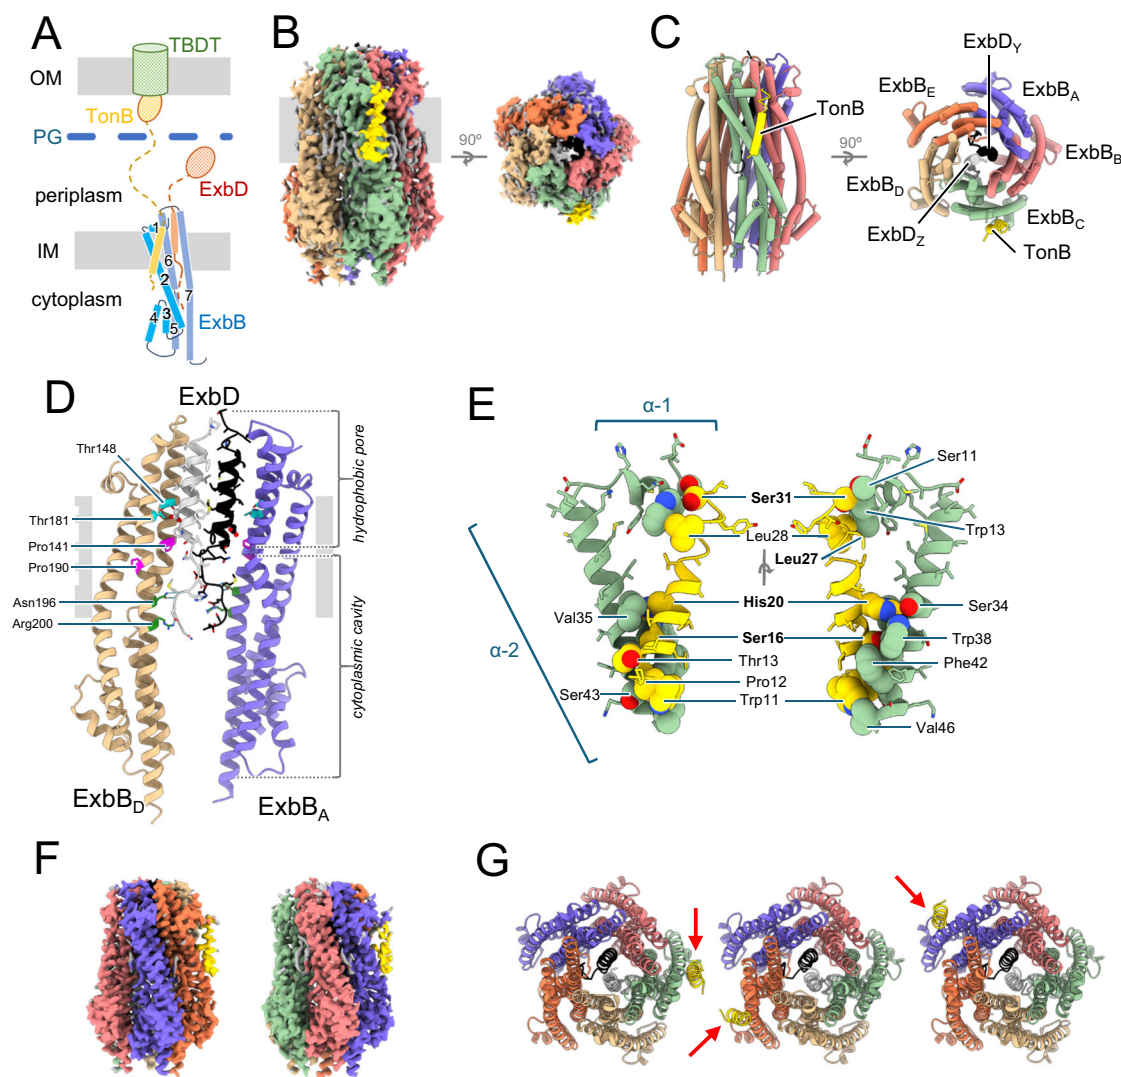 A
TBDT
OM
TonB
PG
ExbD
periplasm
IM
cytoplasm
1
6
2
7
3
4
5
ExbB
B
90º
C
TonB
90º
ExbD_Y
ExbB_E
ExbB_A
ExbB_B
ExbB_D
ExbB_C
ExbD_Z
TonB
D
ExbD
Thr148
Thr181
Pro141
Pro190
Asn196
Arg200
hydrophobic pore
cytoplasmic cavity
ExbB_D
ExbB_A
E
α-1
α-2
Ser31
Leu28
Leu27
His20
Val35
Ser16
Thr13
Pro12
Ser43
Trp11
Ser11
Trp13
Ser34
Trp38
Phe42
Val46
F
G